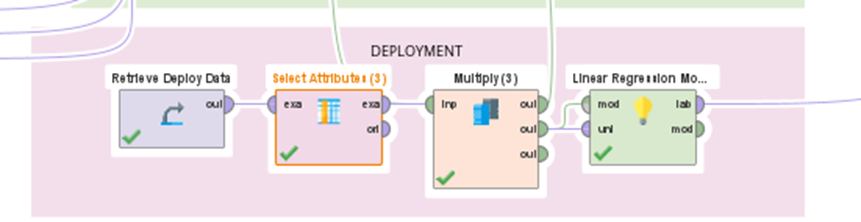 DEPLOYMENT
Retrieve Deploy Data
Select Attributes (3)
Multiply (3)
Linear Regression Mo...
out
exa
exa
ori
inp
out
out
out
mod
unl
lab
mod